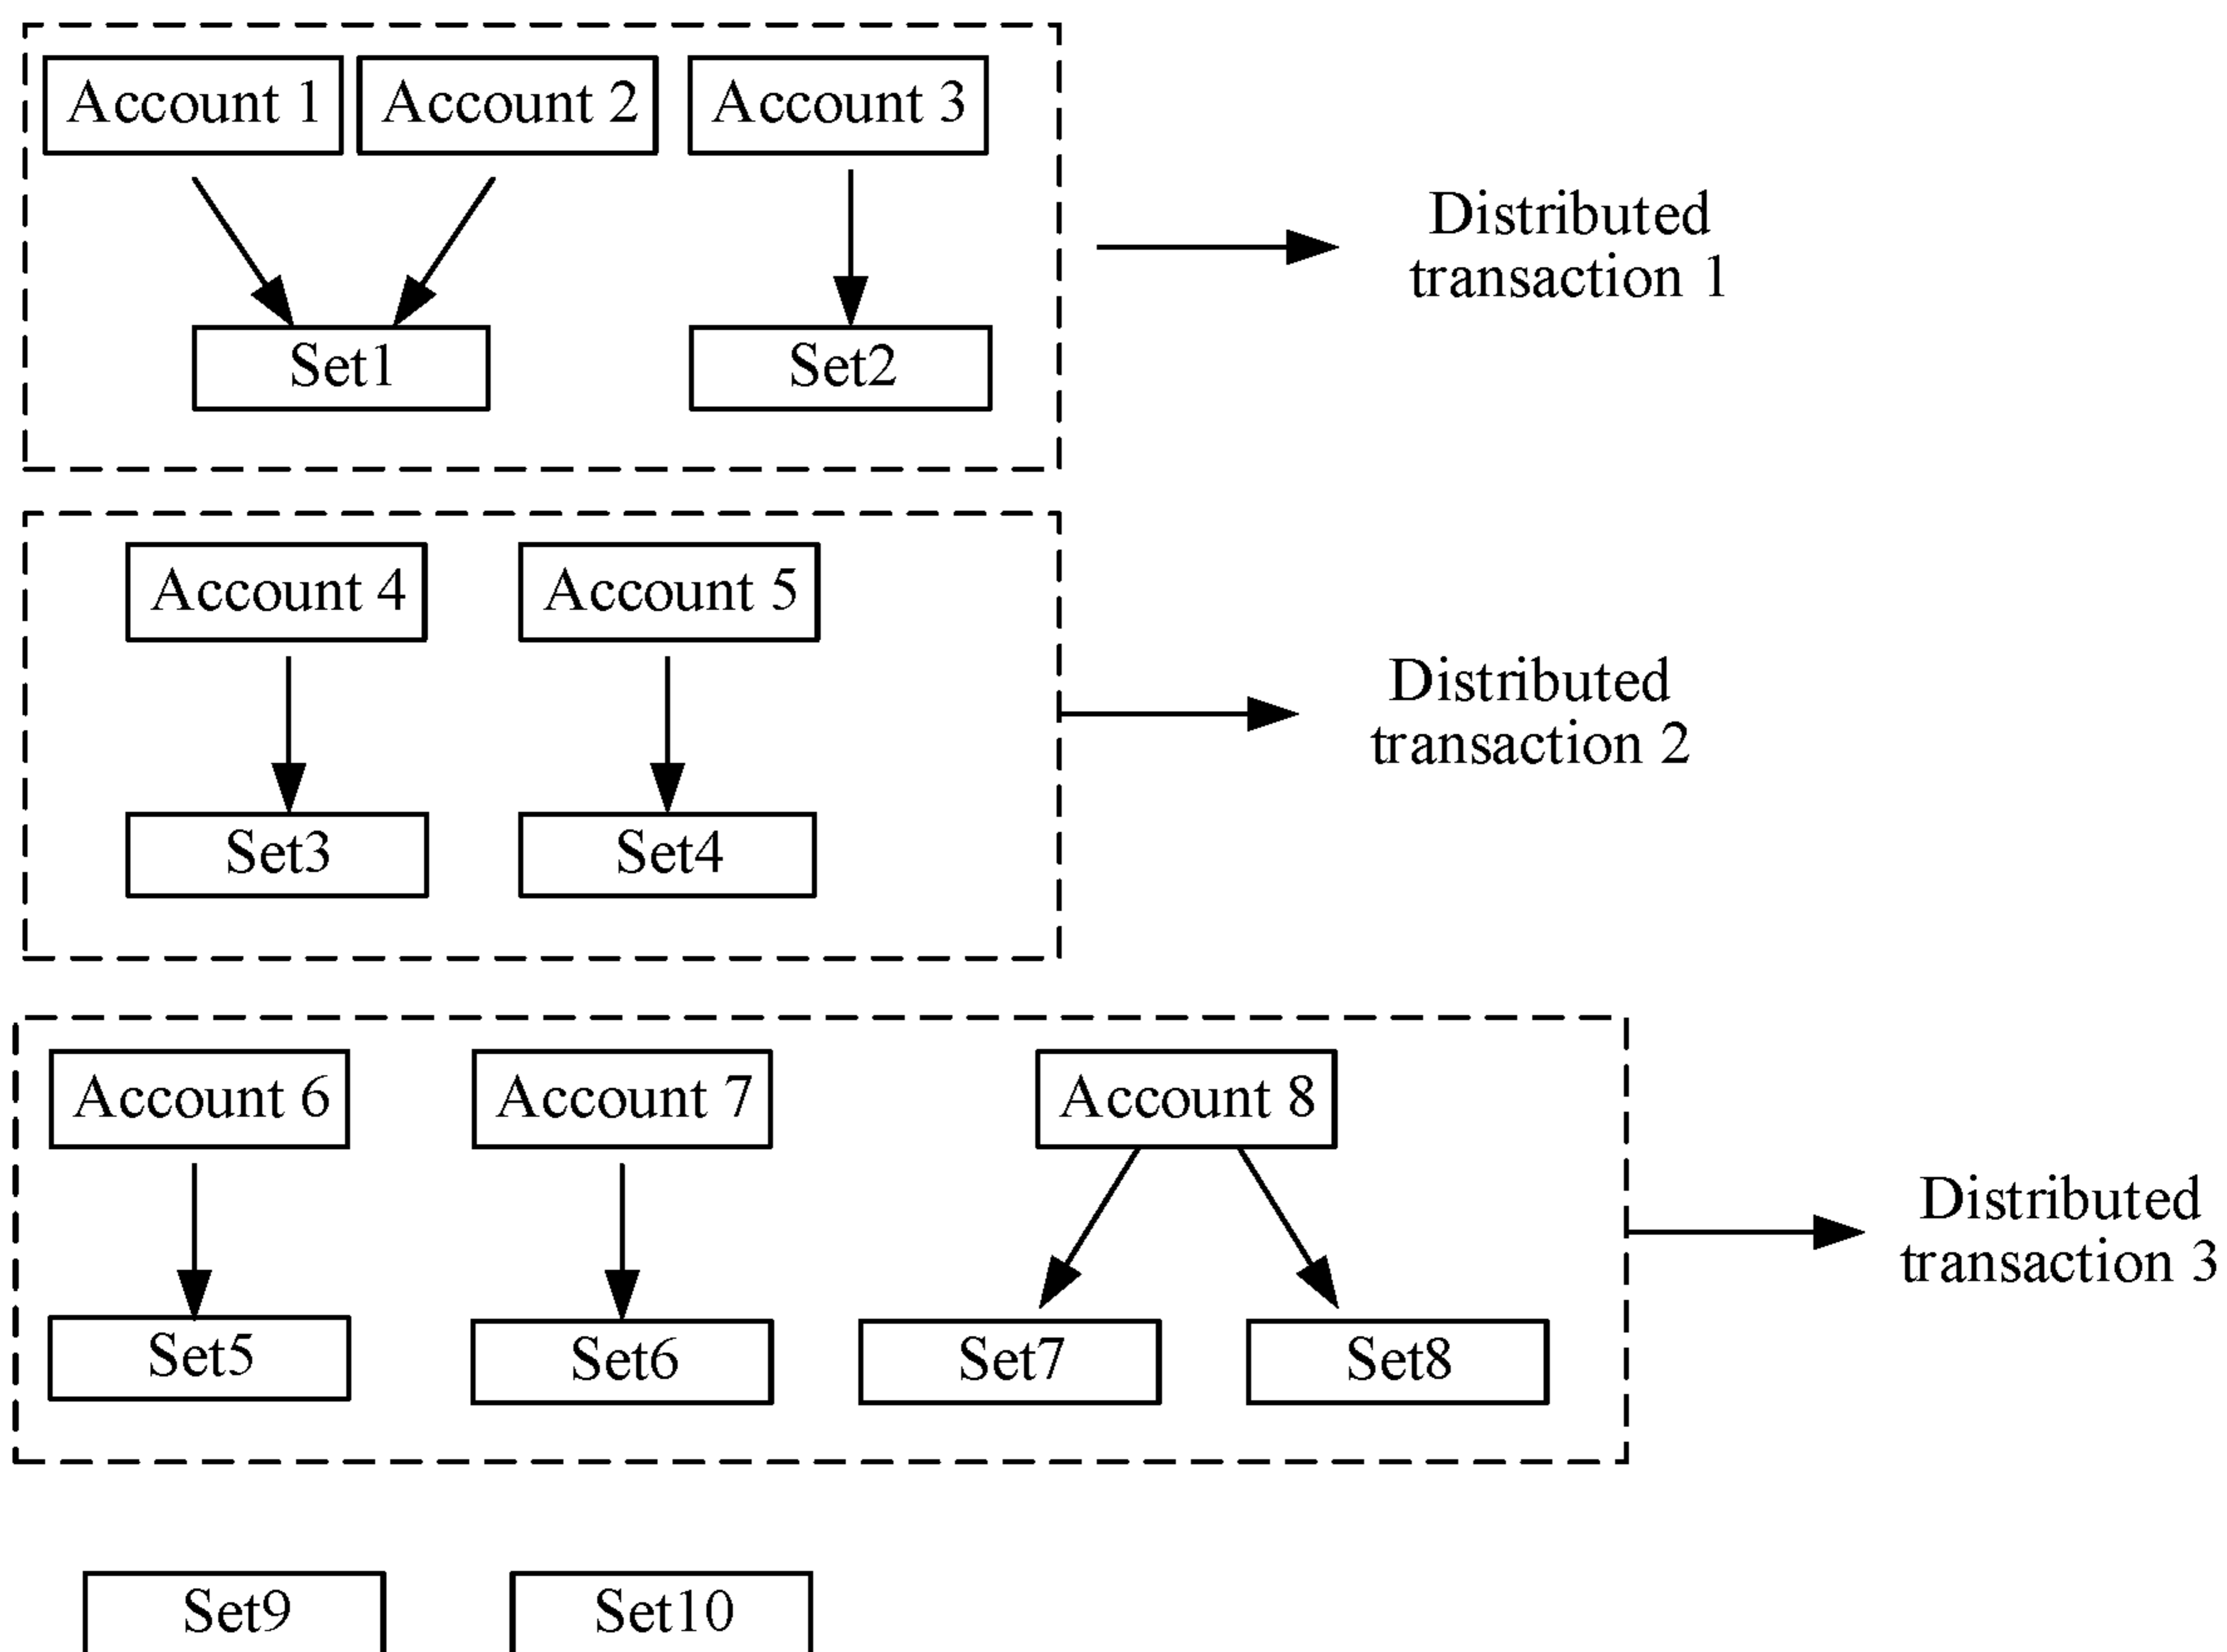 Account 1
Account 2
Account 3
Set1
Set2
Distributed
transaction 1
Account 4
Account 5
Set3
Set4
Distributed
transaction 2
Account 6
Account 7
Account 8
Set5
Set6
Set7
Set8
Distributed
transaction 3
Set9
Set10